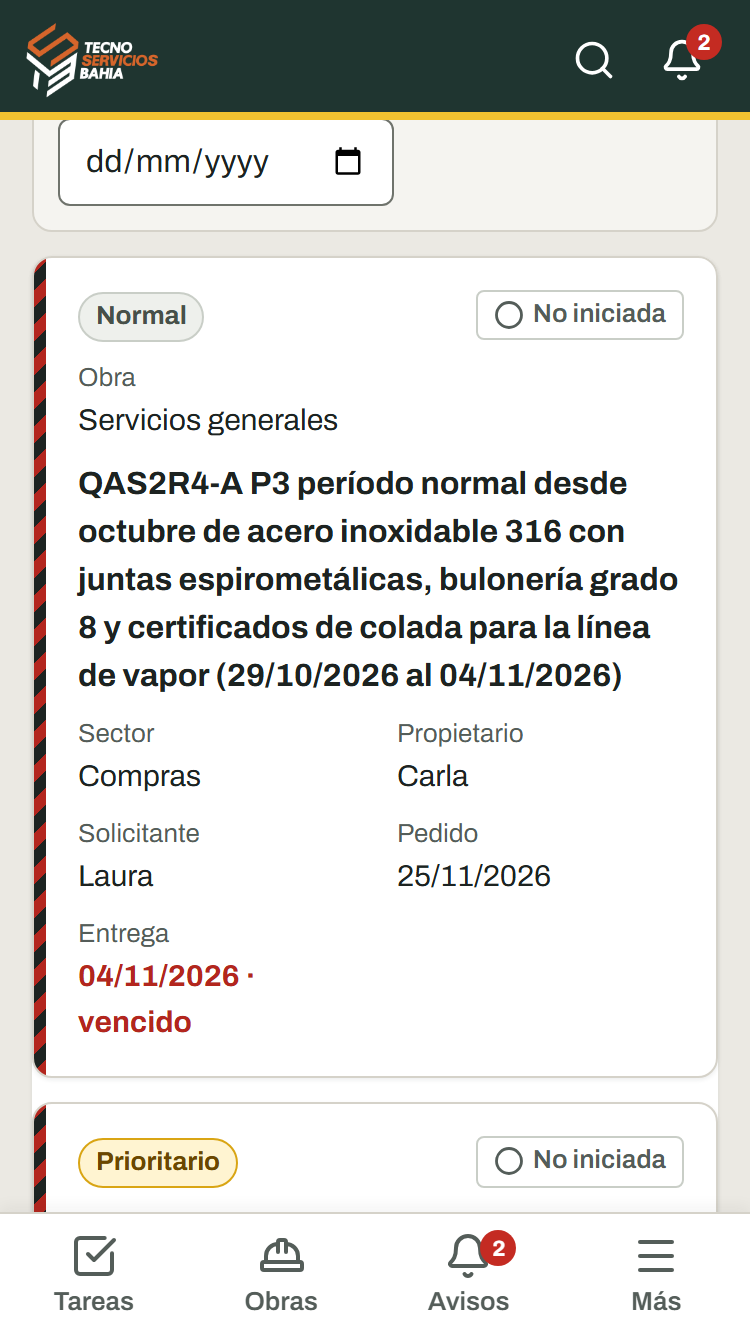 TECNO
SERVICIOS
BAHIA
2
dd/mm/yyyy
Normal
No iniciada
Obra
Servicios generales
QAS2R4-A P3 período normal desde
octubre de acero inoxidable 316 con
juntas espirometálicas, bulonería grado
8 y certificados de colada para la línea
de vapor (29/10/2026 al 04/11/2026)
Sector
Propietario
Compras
Carla
Solicitante
Pedido
Laura
25/11/2026
Entrega
04/11/2026 ·
vencido
Prioritario
No iniciada
2
Tareas
Obras
Avisos
Más